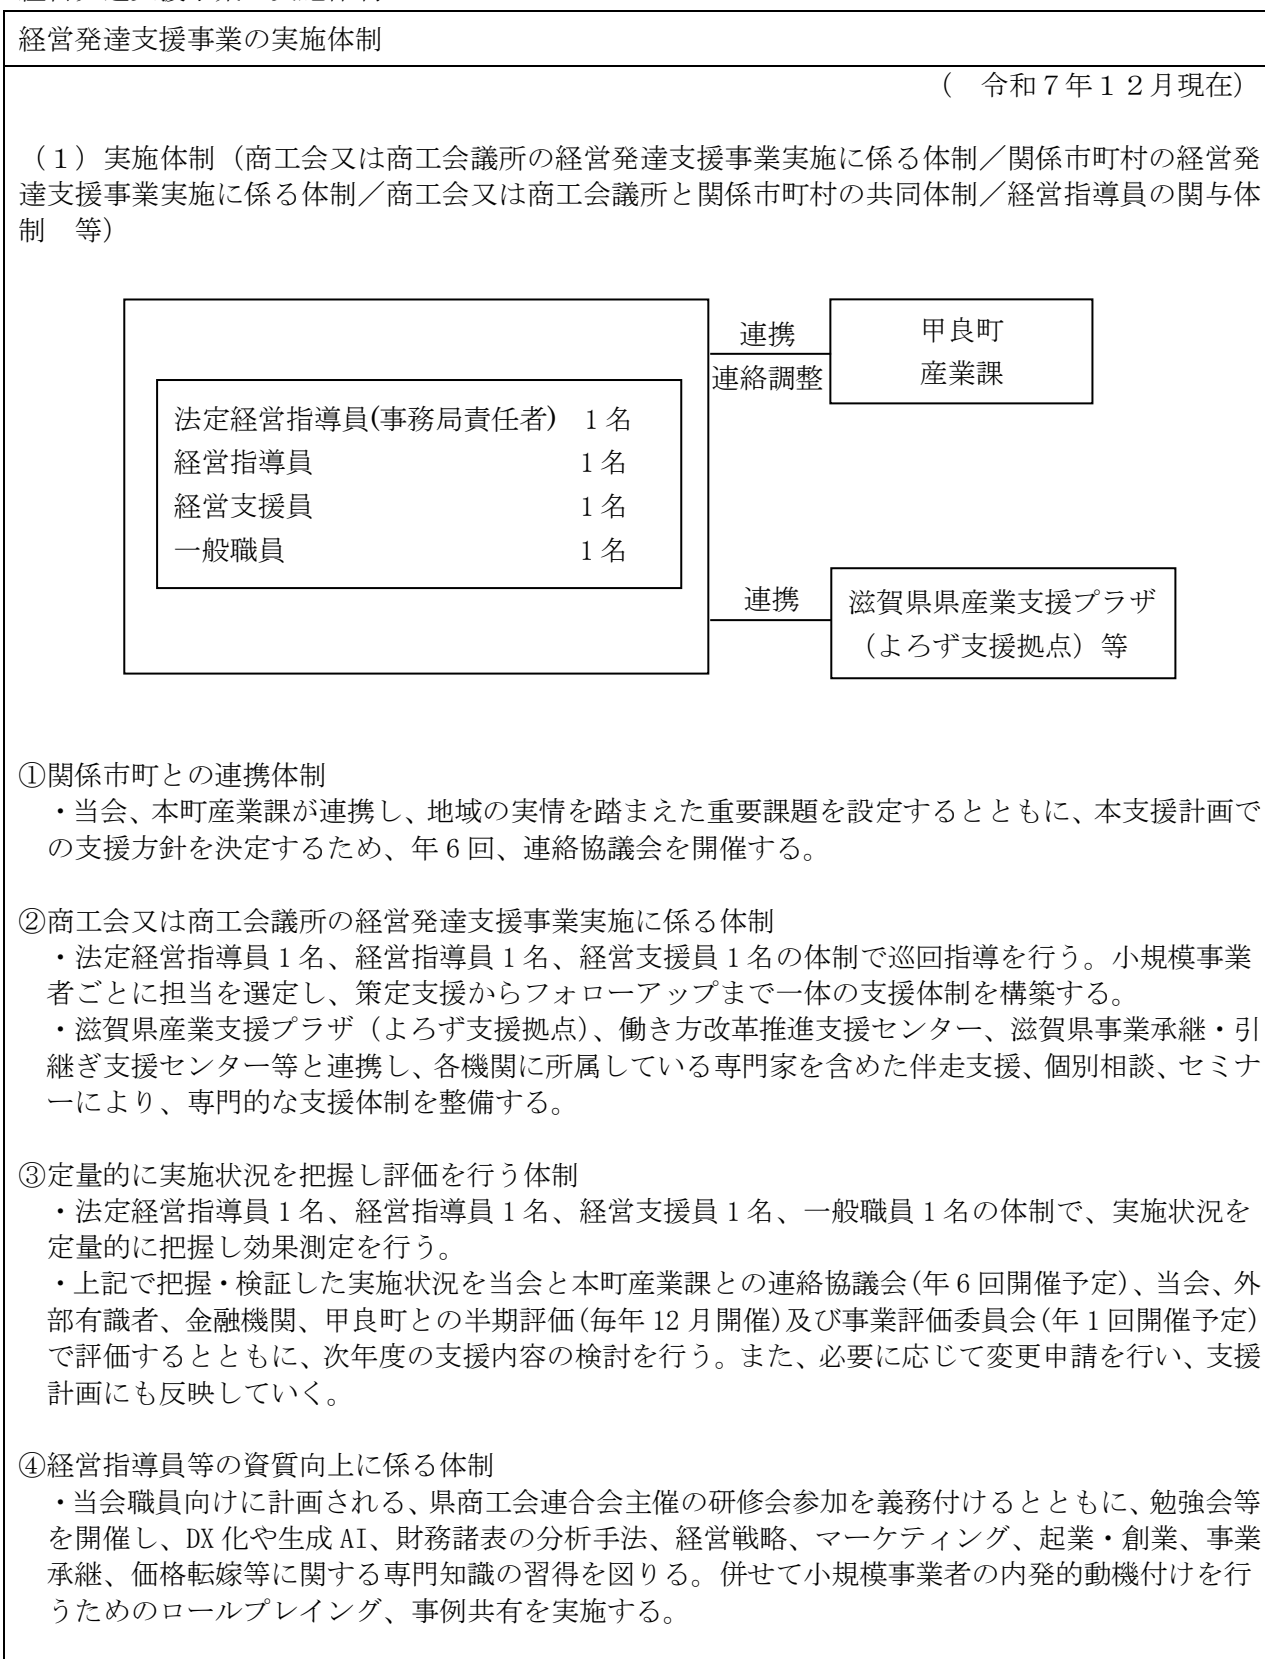 経営発達支援事業の実施体制
(　令和７年１２月現在)
（１）実施体制（商工会又は商工会議所の経営発達支援事業実施に係る体制／関係市町村の経営発
達支援事業実施に係る体制／商工会又は商工会議所と関係市町村の共同体制／経営指導員の関与体
制　等）
連携
連絡調整
甲良町
産業課
法定経営指導員(事務局責任者)　1名
経営指導員　1名
経営支援員　1名
一般職員　1名
連携
滋賀県県産業支援プラザ
（よろず支援拠点）等
①関係市町との連携体制
・当会、本町産業課が連携し、地域の実情を踏まえた重要課題を設定するとともに、本支援計画で
の支援方針を決定するため、年6回、連絡協議会を開催する。
②商工会又は商工会議所の経営発達支援事業実施に係る体制
・法定経営指導員1名、経営指導員1名、経営支援員1名の体制で巡回指導を行う。小規模事業
者ごとに担当を選定し、策定支援からフォローアップまで一体の支援体制を構築する。
・滋賀県産業支援プラザ（よろず支援拠点）、働き方改革推進支援センター、滋賀県事業承継・引
継ぎ支援センター等と連携し、各機関に所属している専門家を含めた伴走支援、個別相談、セミナ
ーにより、専門的な支援体制を整備する。
③定量的に実施状況を把握し評価を行う体制
・法定経営指導員1名、経営指導員1名、経営支援員1名、一般職員1名の体制で、実施状況を
定量的に把握し効果測定を行う。
・上記で把握・検証した実施状況を当会と本町産業課との連絡協議会(年6回開催予定)、当会、外
部有識者、金融機関、甲良町との半期評価(毎年12月開催)及び事業評価委員会(年1回開催予定)
で評価するとともに、次年度の支援内容の検討を行う。また、必要に応じて変更申請を行い、支援
計画にも反映していく。
④経営指導員等の資質向上に係る体制
・当会職員向けに計画される、県商工会連合会主催の研修会参加を義務付けるとともに、勉強会等
を開催し、DX化や生成AI、財務諸表の分析手法、経営戦略、マーケティング、起業・創業、事業
承継、価格転嫁等に関する専門知識の習得を図りる。併せて小規模事業者の内発的動機付けを行
うためのロールプレイング、事例共有を実施する。